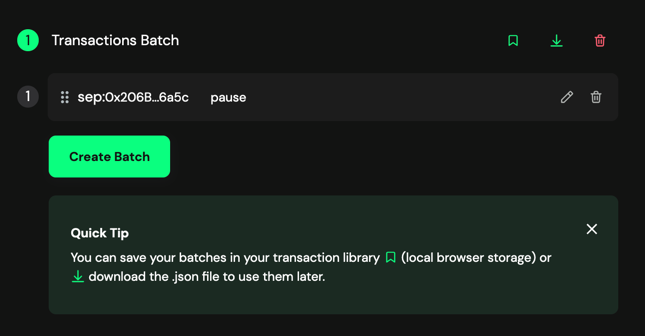 1 Transactions Batch
1 sep:0x206B...6a5c pause
Create Batch
Quick Tip
You can save your batches in your transaction library (local browser storage) or
download the .json file to use them later.